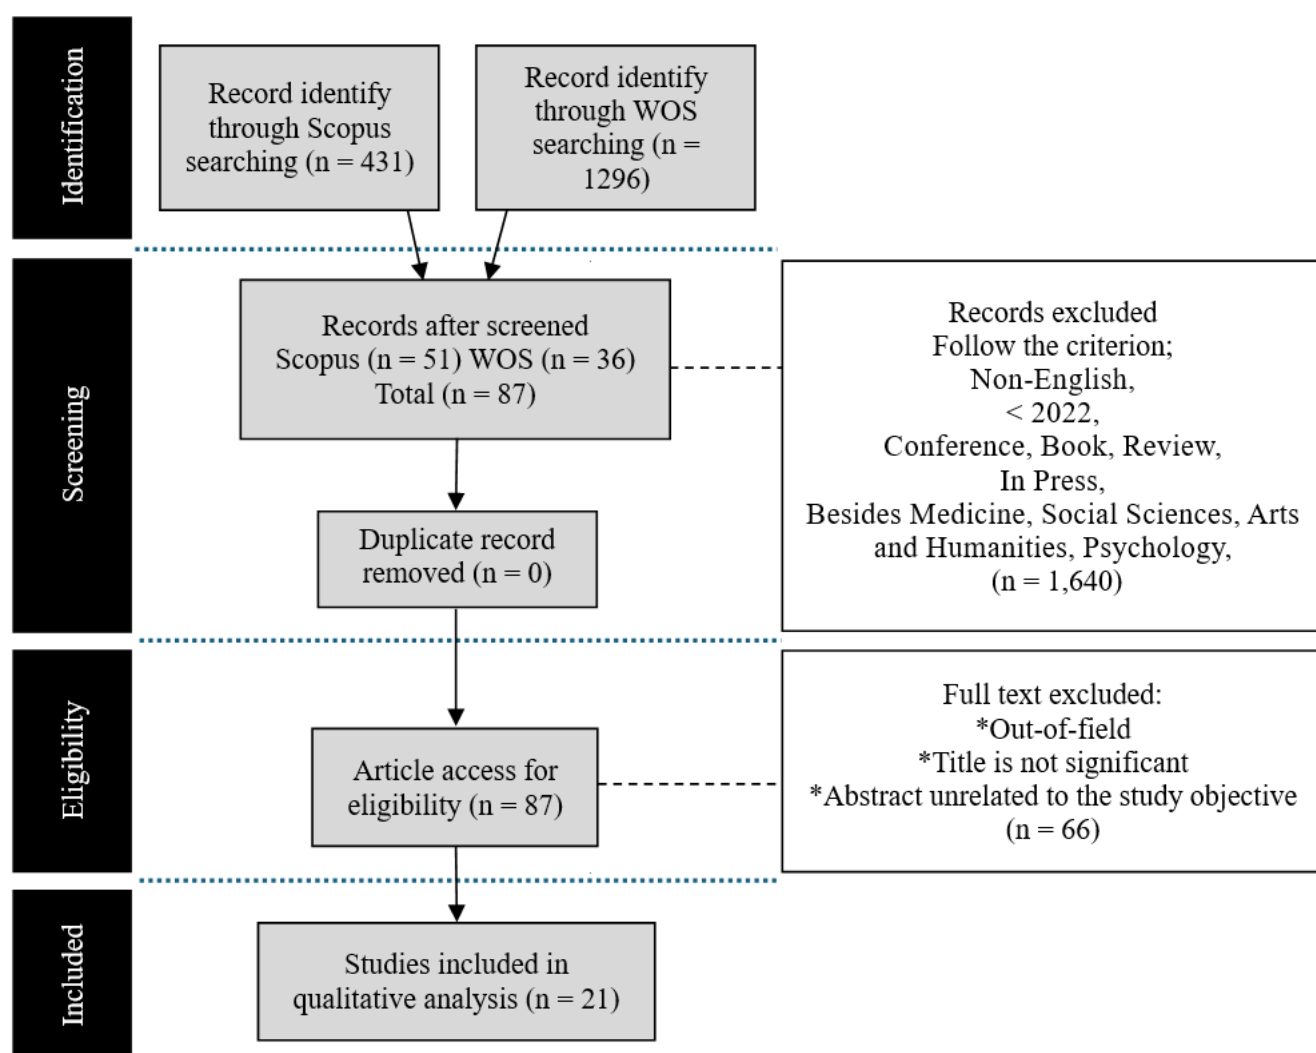 Identification
Record identify
through Scopus
searching (n = 431)
Record identify
through WOS
searching (n =
1296)
Screening
Records after screened
Scopus (n = 51) WOS (n = 36)
Total (n = 87)
Records excluded
Follow the criterion;
Non-English,
< 2022,
Conference, Book, Review,
In Press,
Besides Medicine, Social Sciences, Arts
and Humanities, Psychology,
(n = 1,640)
Duplicate record
removed (n = 0)
Eligibility
Article access for
eligibility (n = 87)
Full text excluded:
*Out-of-field
*Title is not significant
*Abstract unrelated to the study objective
(n = 66)
Included
Studies included in
qualitative analysis (n = 21)